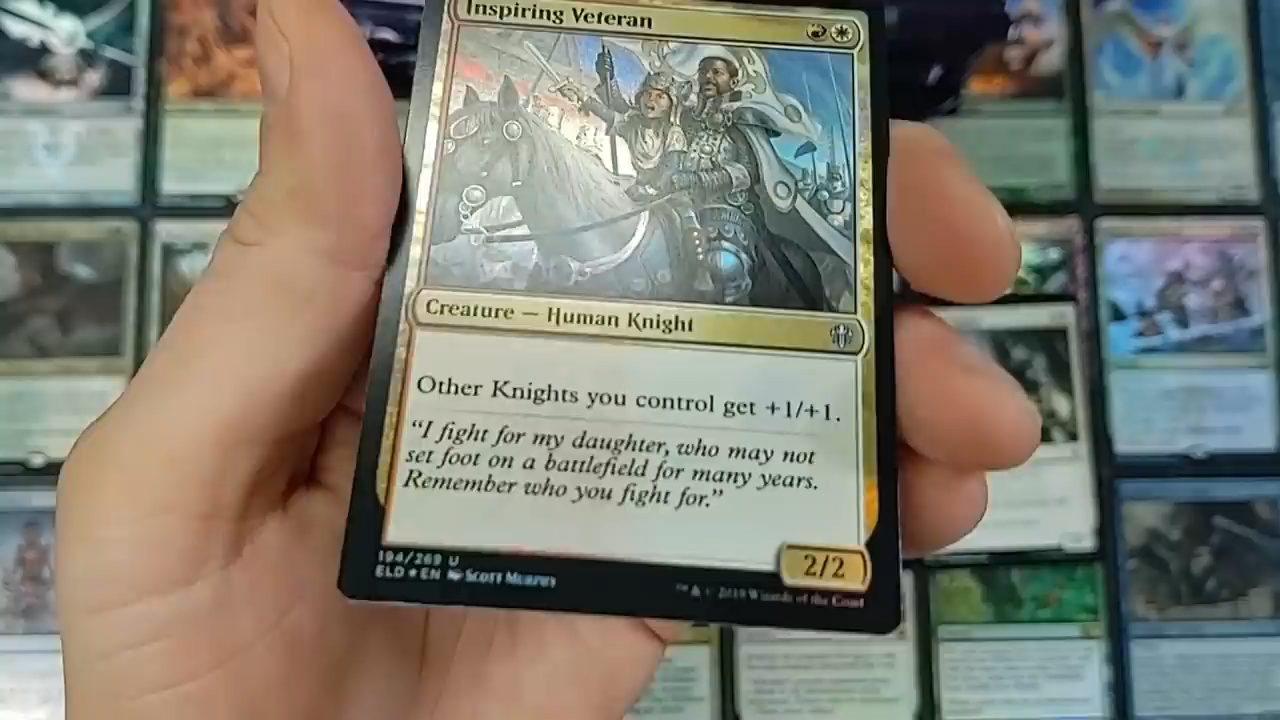 Inspiring Veteran
Creature — Human Knight
Other Knights you control get +1/+1.
"I fight for my daughter, who may not
set foot on a battlefield for many years.
Remember who you fight for."
2/2
194/269 U
ELD ★ EN Scott Murphy
™ & © 2019 Wizards of the Coast